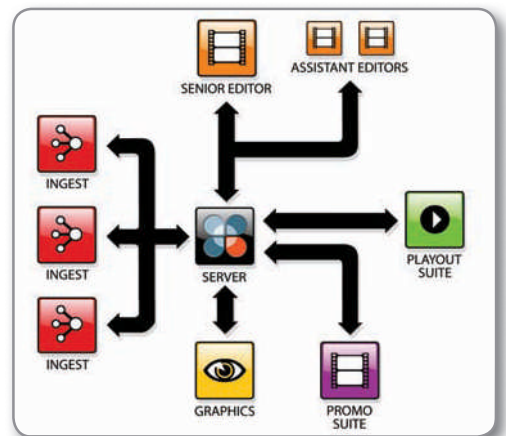 SENIOR EDITOR
ASSISTANT EDITORS
INGEST
INGEST
INGEST
SERVER
PLAYOUT
SUITE
GRAPHICS
PROMO
SUITE